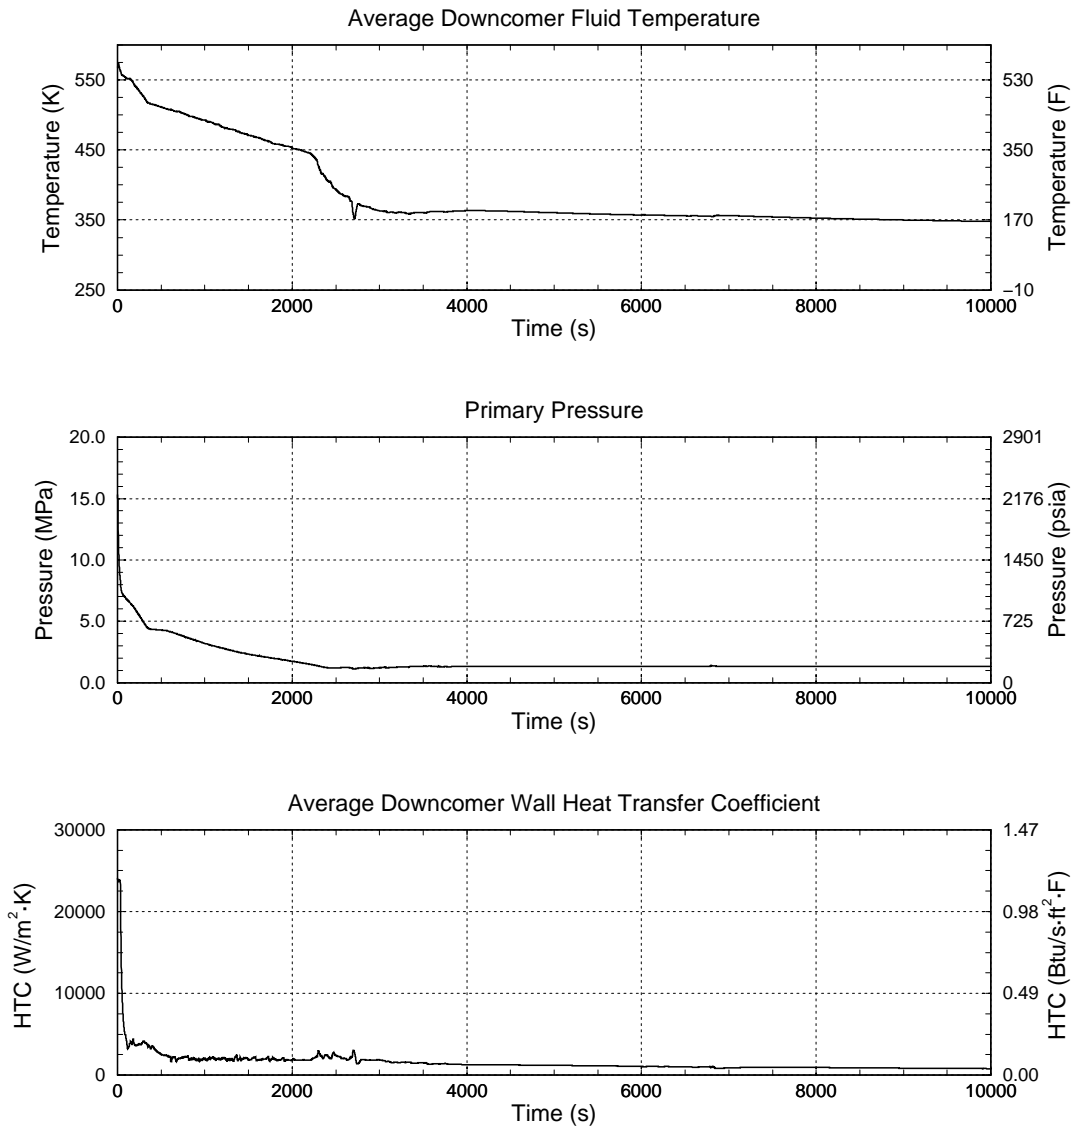 Average Downcomer Fluid Temperature
Temperature (K)
550
450
350
250
530
350
170
−10
Temperature (F)
0 2000 4000 6000 8000 10000
Time (s)
Primary Pressure
Pressure (MPa)
20.0
15.0
10.0
5.0
0.0
2901
2176
1450
725
0
Pressure (psia)
0 2000 4000 6000 8000 10000
Time (s)
Average Downcomer Wall Heat Transfer Coefficient
HTC (W/m²·K)
30000
20000
10000
0
1.47
0.98
0.49
0.00
HTC (Btu/s·ft²·F)
0 2000 4000 6000 8000 10000
Time (s)